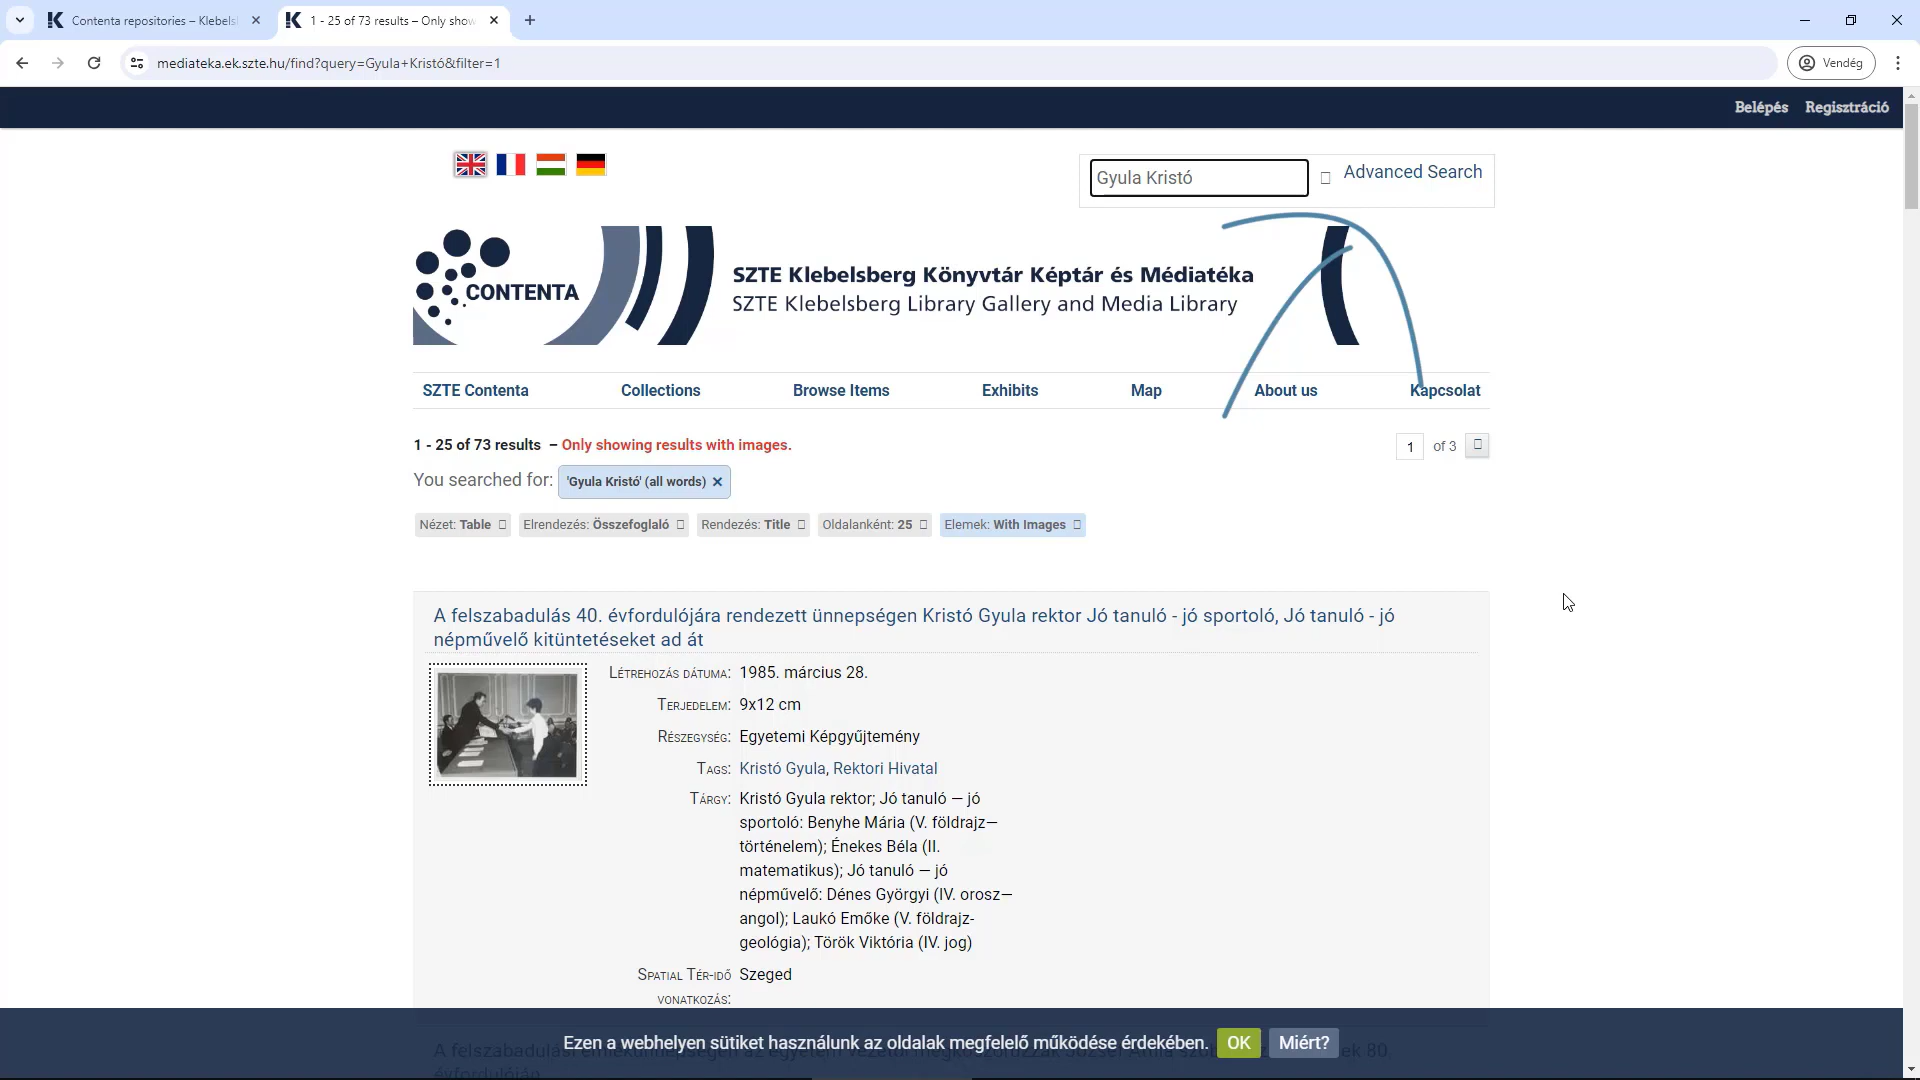 Contenta repositories – Klebels
1 - 25 of 73 results – Only show
mediateka.ek.szte.hu/find?query=Gyula+Kristó&filter=1
Vendég
Belépés Regisztráció
Gyula Kristó
Advanced Search
CONTENTA
SZTE Klebelsberg Könyvtár Képtár és Médiatéka
SZTE Klebelsberg Library Gallery and Media Library
SZTE Contenta Collections Browse Items Exhibits Map About us Kapcsolat
1 - 25 of 73 results – Only showing results with images.
1 of 3
You searched for: 'Gyula Kristó' (all words)
Nézet: Table Elrendezés: Összefoglaló Rendezés: Title Oldalanként: 25 Elemek: With Images
A felszabadulás 40. évfordulójára rendezett ünnepségen Kristó Gyula rektor Jó tanuló - jó sportoló, Jó tanuló - jó
népművelő kitüntetéseket ad át
Létrehozás dátuma: 1985. március 28.
Terjedelem: 9x12 cm
Részegység: Egyetemi Képgyűjtemény
Tags: Kristó Gyula, Rektori Hivatal
Tárgy: Kristó Gyula rektor; Jó tanuló — jó
sportoló: Benyhe Mária (V. földrajz—
történelem); Énekes Béla (II.
matematikus); Jó tanuló — jó
népművelő: Dénes Györgyi (IV. orosz—
angol); Laukó Emőke (V. földrajz-
geológia); Török Viktória (IV. jog)
Spatial Tér-idő Szeged
vonatkozás:
Ezen a webhelyen sütiket használunk az oldalak megfelelő működése érdekében. OK Miért?